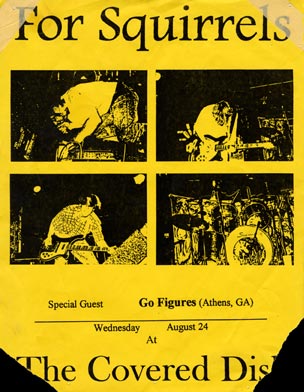 For Squirrels
Special Guest Go Figures (Athens, GA)
Wednesday August 24
At
The Covered Dis